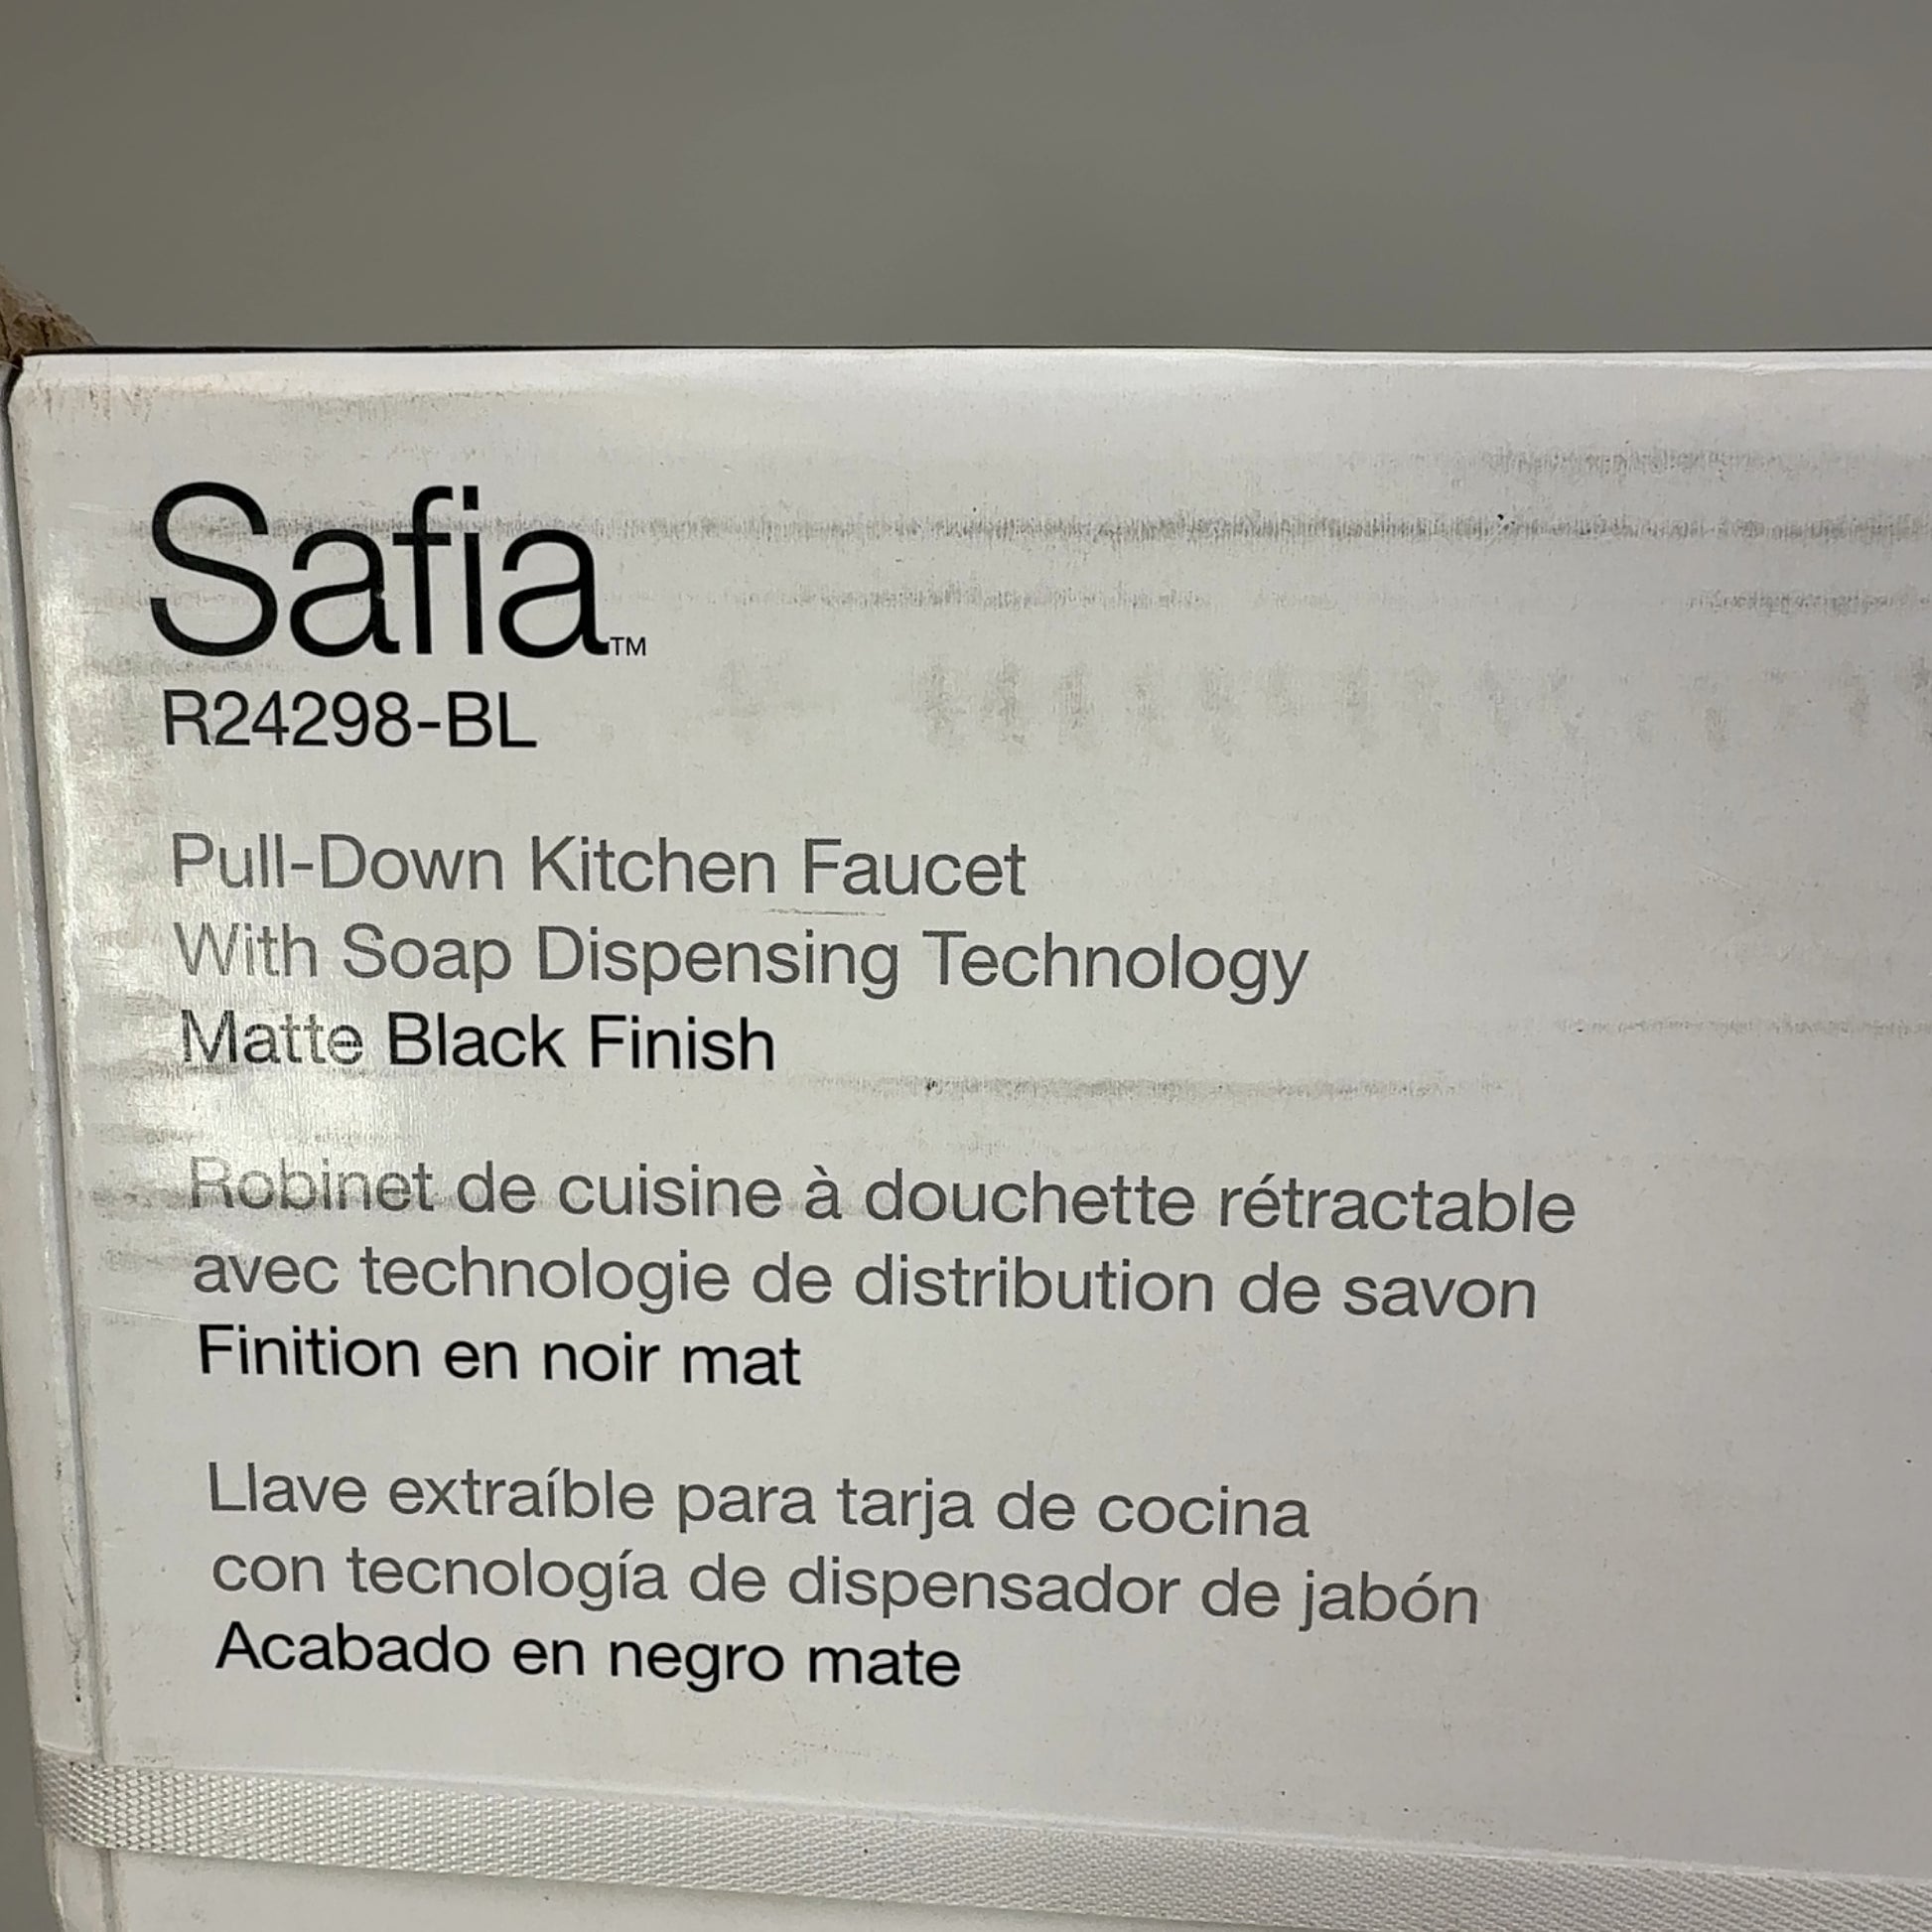 Safia™
R24298-BL
Pull-Down Kitchen Faucet
With Soap Dispensing Technology
Matte Black Finish
Robinet de cuisine à douchette rétractable
avec technologie de distribution de savon
Finition en noir mat
Llave extraíble para tarja de cocina
con tecnología de dispensador de jabón
Acabado en negro mate